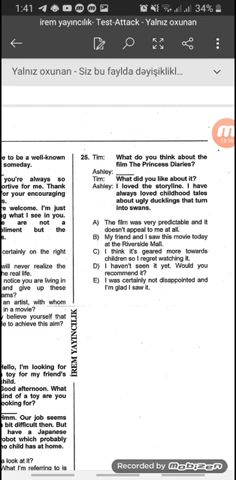 1:41
34%
irem yayıncılık· Test-Attack - Yalnız oxunan
Yalnız oxunan - Siz bu faylda dəyişiklikl...
e to be a well-known
someday.
you're always so
ortive for me. Thank
for your encouraging
s.
re welcome. I'm just
g what I see in you.
are not a
pliment but the
s.
certainly on the right
will never realize the
he real life.
notice you are living in
and give up these
ams?
an artist, with whom
in a movie?
y believe yourself that
le to achieve this aim?
Hello, I'm looking for
a toy for my friend's
child.
Good afternoon. What
kind of a toy are you
ooking for?
Hmm. Our job seems
a bit difficult then. But
have a Japanese
robot which probably
no child has at home.
a look at it?
What I'm referring to is
İREM YAYINCILIK
25. Tim: What do you think about the
film The Princess Diaries?
Ashley:
Tim: What did you like about it?
Ashley: I loved the storyline. I have
always loved childhood tales
about ugly ducklings that turn
into swans.
A) The film was very predictable and it
doesn't appeal to me at all.
B) My friend and I saw this movie today
at the Riverside Mall.
C) I think it's geared more towards
children so I regret watching it.
D) I haven't seen it yet. Would you
recommend it?
E) I was certainly not disappointed and
I'm glad I saw it.
Recorded by Mobizen